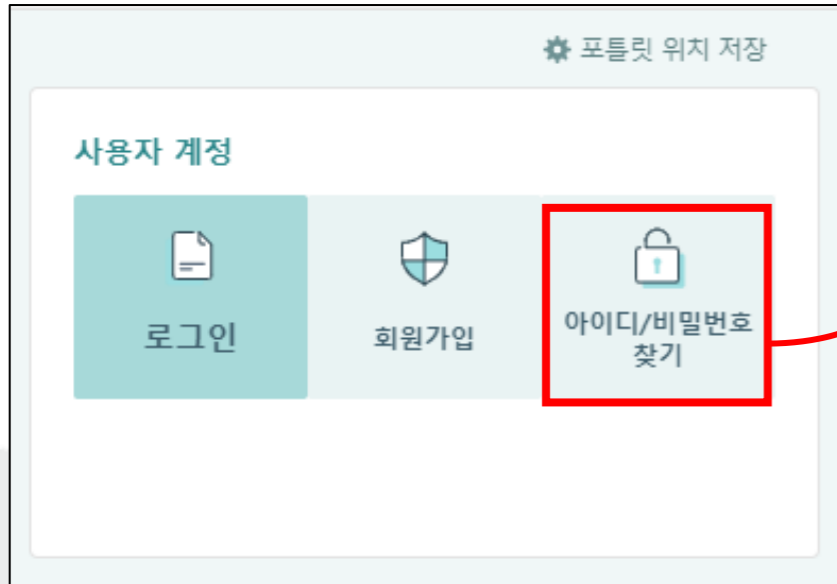 포틀릿 위치 저장
사용자 계정
로그인
회원가입
아이디/비밀번호
찾기